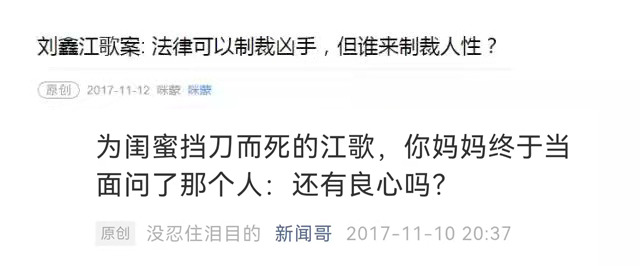 刘鑫江歌案: 法律可以制裁凶手，但谁来制裁人性？
原创 2017-11-12 咪蒙 咪蒙
为闺蜜挡刀而死的江歌，你妈妈终于当
面问了那个人：还有良心吗？
原创 没忍住泪目的 新闻哥 2017-11-10 20:37